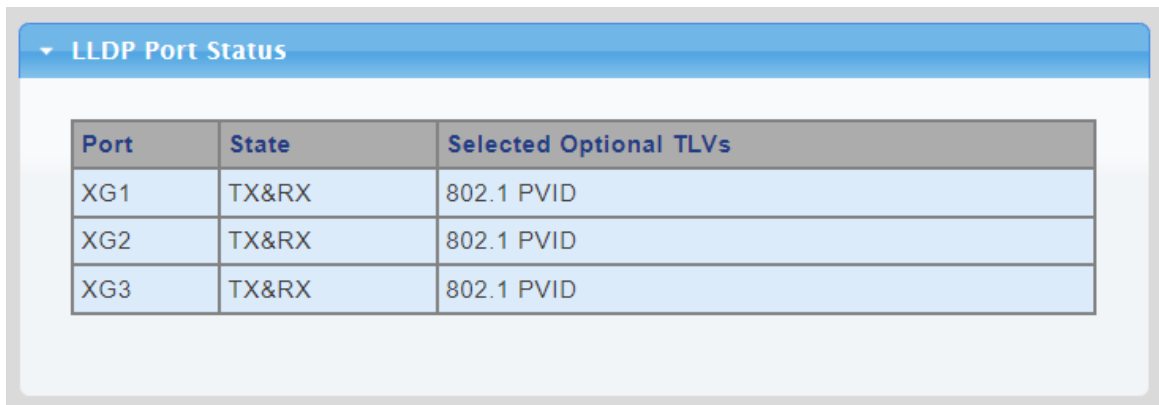 LLDP Port Status
Port State Selected Optional TLVs
XG1 TX&RX 802.1 PVID
XG2 TX&RX 802.1 PVID
XG3 TX&RX 802.1 PVID